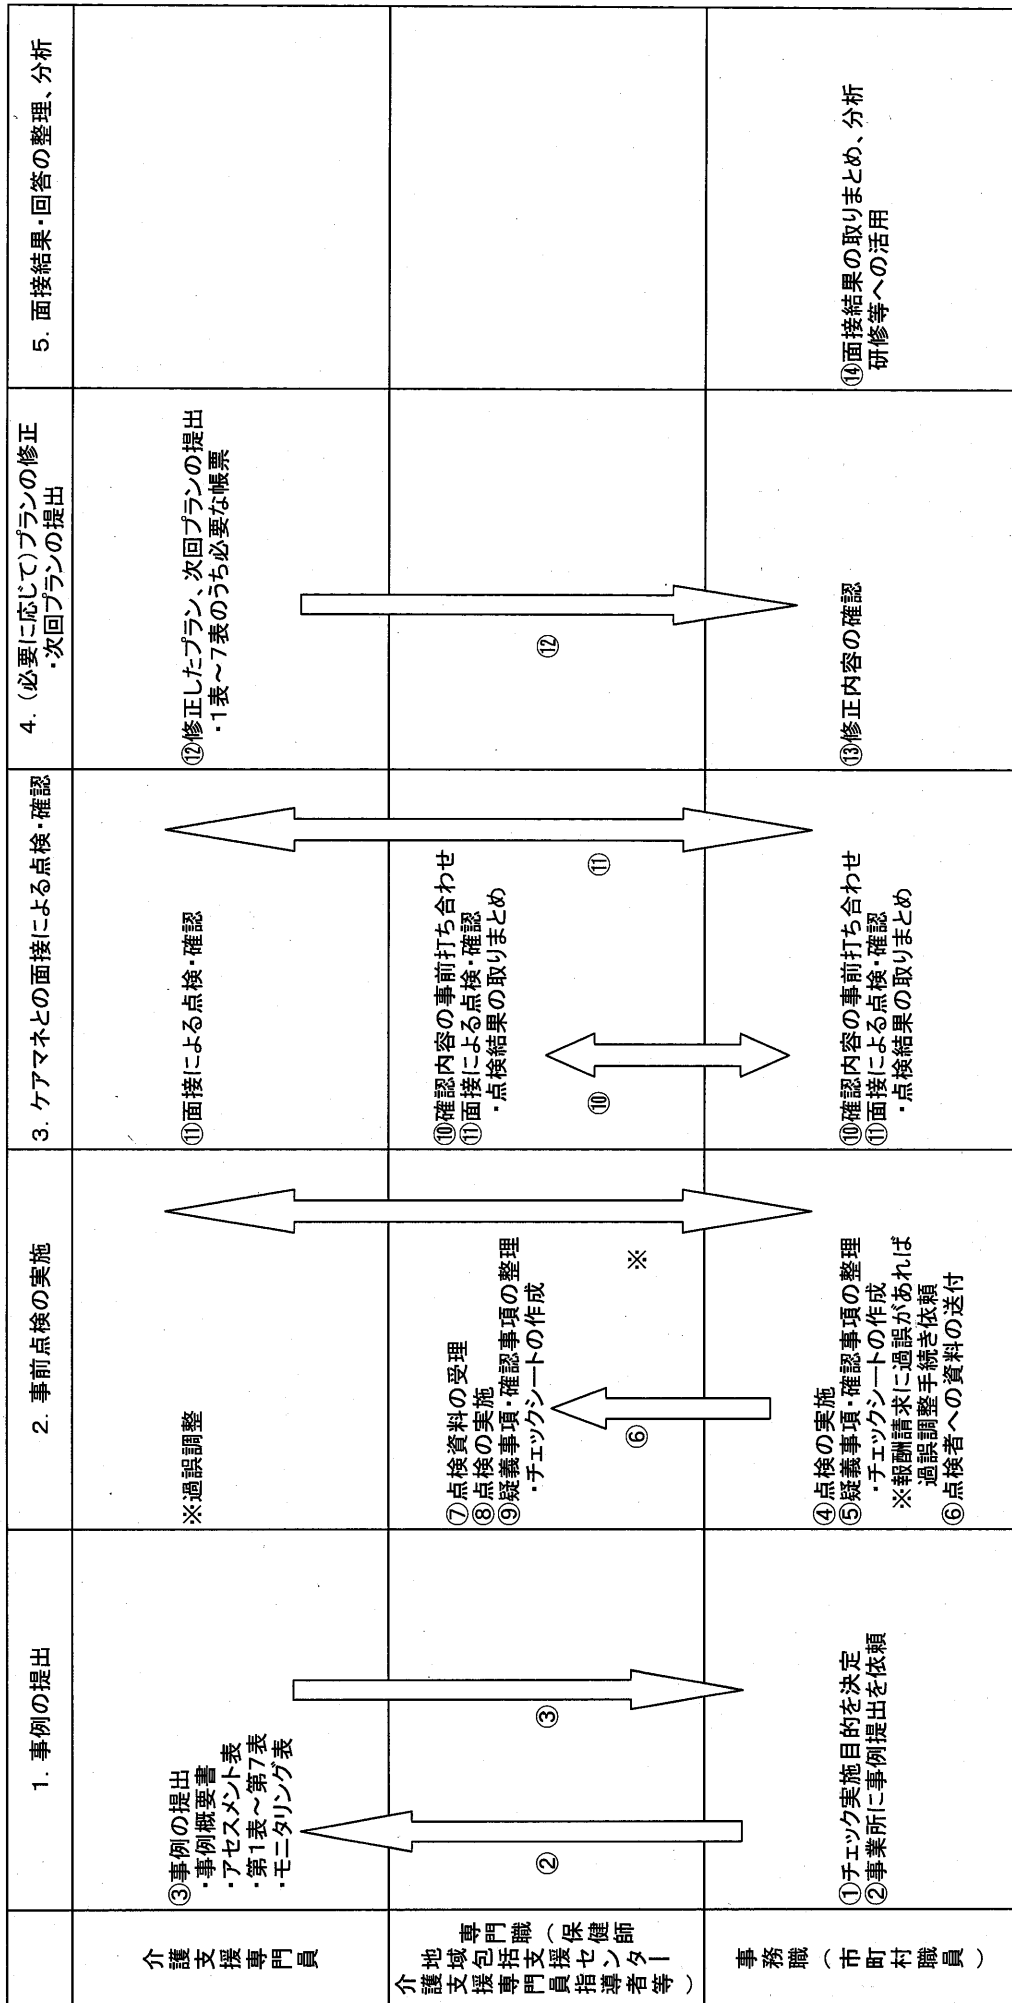 1. 事例の提出
2. 事前点検の実施
3. ケアマネとの面接による点検・確認
4. (必要に応じて)プランの修正
・次回プランの提出
5. 面接結果・回答の整理、分析
介護支援専門員
③事例の提出
・事例概要書
・アセスメント表
・第1表～第7表
・モニタリング表
※過誤調整
⑪面接による点検・確認
⑫修正したプラン、次回プランの提出
・1表～7表のうち必要な帳票
専門職(保健師
地域包括支援センター
介護支援専門員指導者等)
②
③
⑦点検資料の受理
⑧点検の実施
⑨疑義事項・確認事項の整理
・チェックシートの作成
⑥
※
⑩確認内容の事前打ち合わせ
⑪面接による点検・確認
・点検結果の取りまとめ
⑩
⑪
⑫
事務職(市町村職員)
①チェック実施目的を決定
②事業所に事例提出を依頼
④点検の実施
⑤疑義事項・確認事項の整理
・チェックシートの作成
※報酬請求に過誤があれば
過誤調整手続き依頼
⑥点検者への資料の送付
⑩確認内容の事前打ち合わせ
⑪面接による点検・確認
・点検結果の取りまとめ
⑬修正内容の確認
⑭面接結果の取りまとめ、分析
研修等への活用